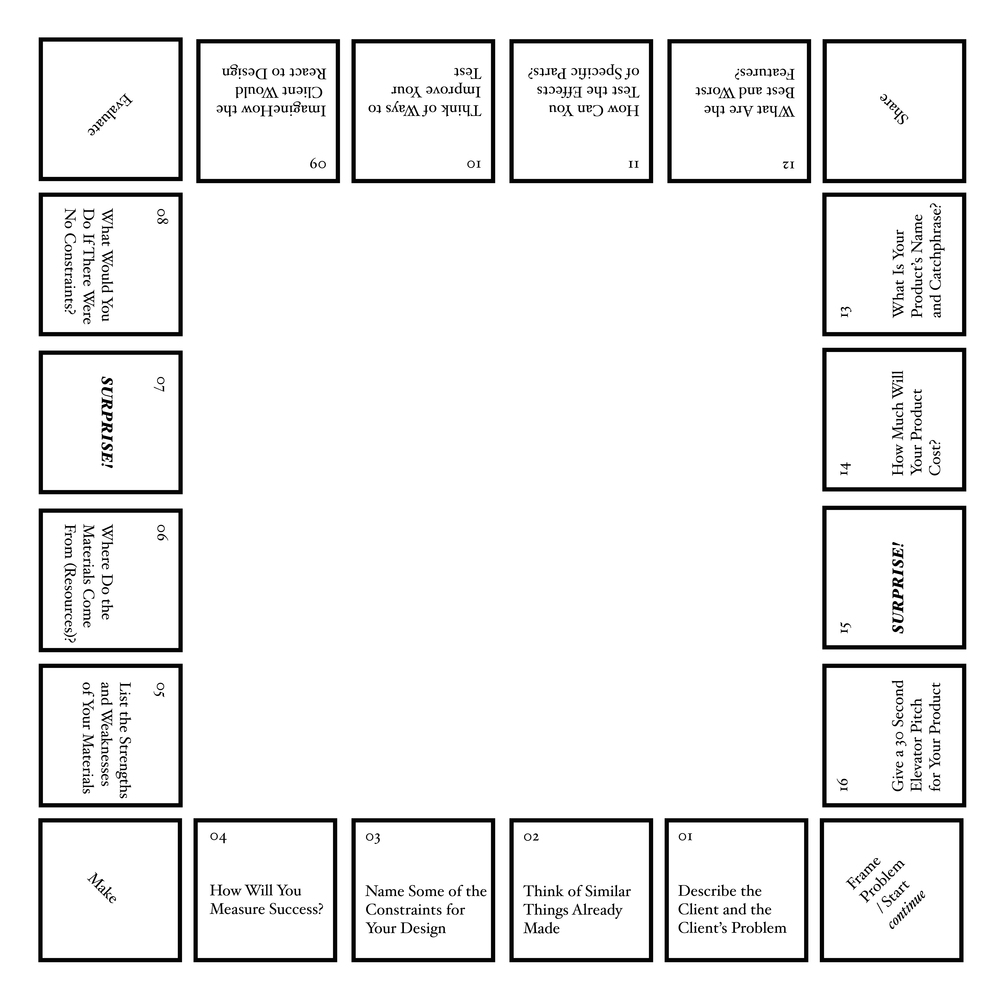 Evaluate
09
ImagineHow the
Client Would
React to Design
10
Think of Ways to
Improve Your
Test
11
How Can You
Test the Effects
of Specific Parts?
12
What Are the
Best and Worst
Features?
Share
08
What Would You
Do If There Were
No Constraints?
13
What Is Your
Product's Name
and Catchphrase?
07
SURPRISE!
14
How Much Will
Your Product
Cost?
06
Where Do the
Materials Come
From (Resources)?
15
SURPRISE!
05
List the Strengths
and Weaknesses
of Your Materials
16
Give a 30 Second
Elevator Pitch
for Your Product
Make
04
How Will You
Measure Success?
03
Name Some of the
Constraints for
Your Design
02
Think of Similar
Things Already
Made
01
Describe the
Client and the
Client's Problem
Frame
Problem
/ Start
continue